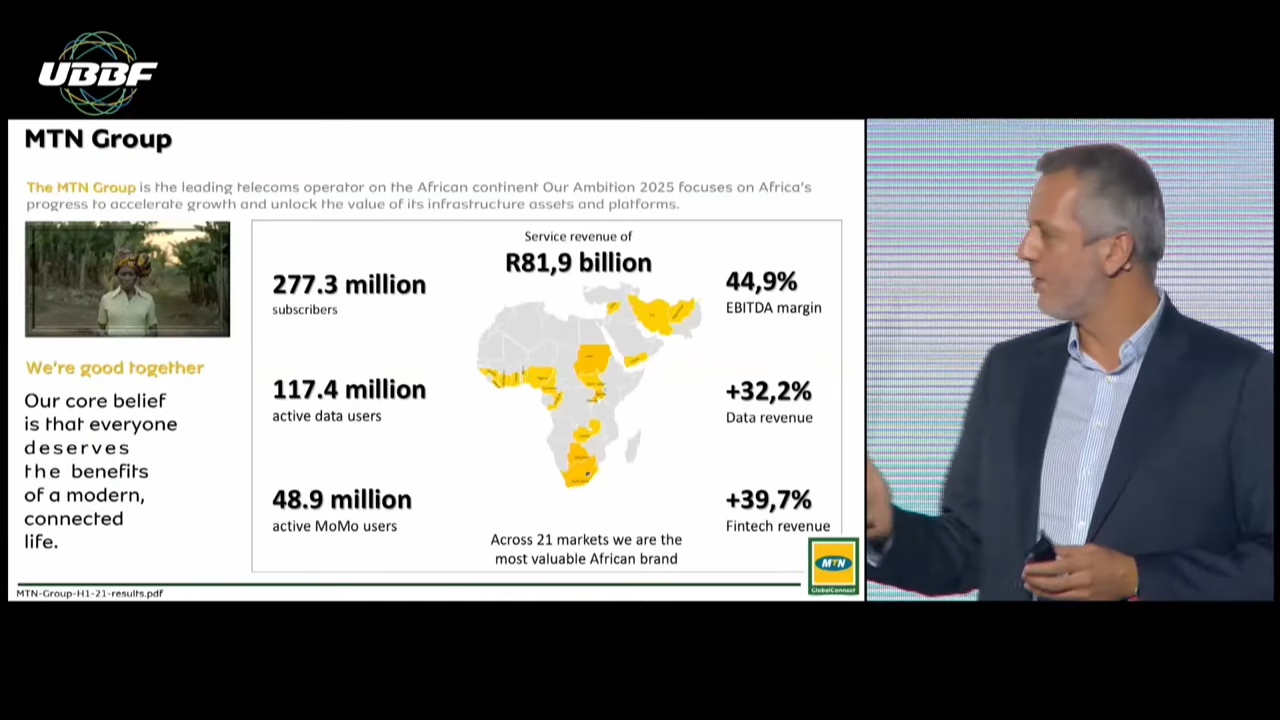 UBBF
MTN Group
The MTN Group is the leading telecoms operator on the African continent Our Ambition 2025 focuses on Africa's
progress to accelerate growth and unlock the value of its infrastructure assets and platforms.
We're good together
Our core belief
is that everyone
deserves
the benefits
of a modern,
connected
life.
277.3 million
subscribers
117.4 million
active data users
48.9 million
active MoMo users
Service revenue of
R81,9 billion
Across 21 markets we are the
most valuable African brand
44,9%
EBITDA margin
+32,2%
Data revenue
+39,7%
Fintech revenue
MTN
GlobalConnect
MTN-Group-H1-21-results.pdf